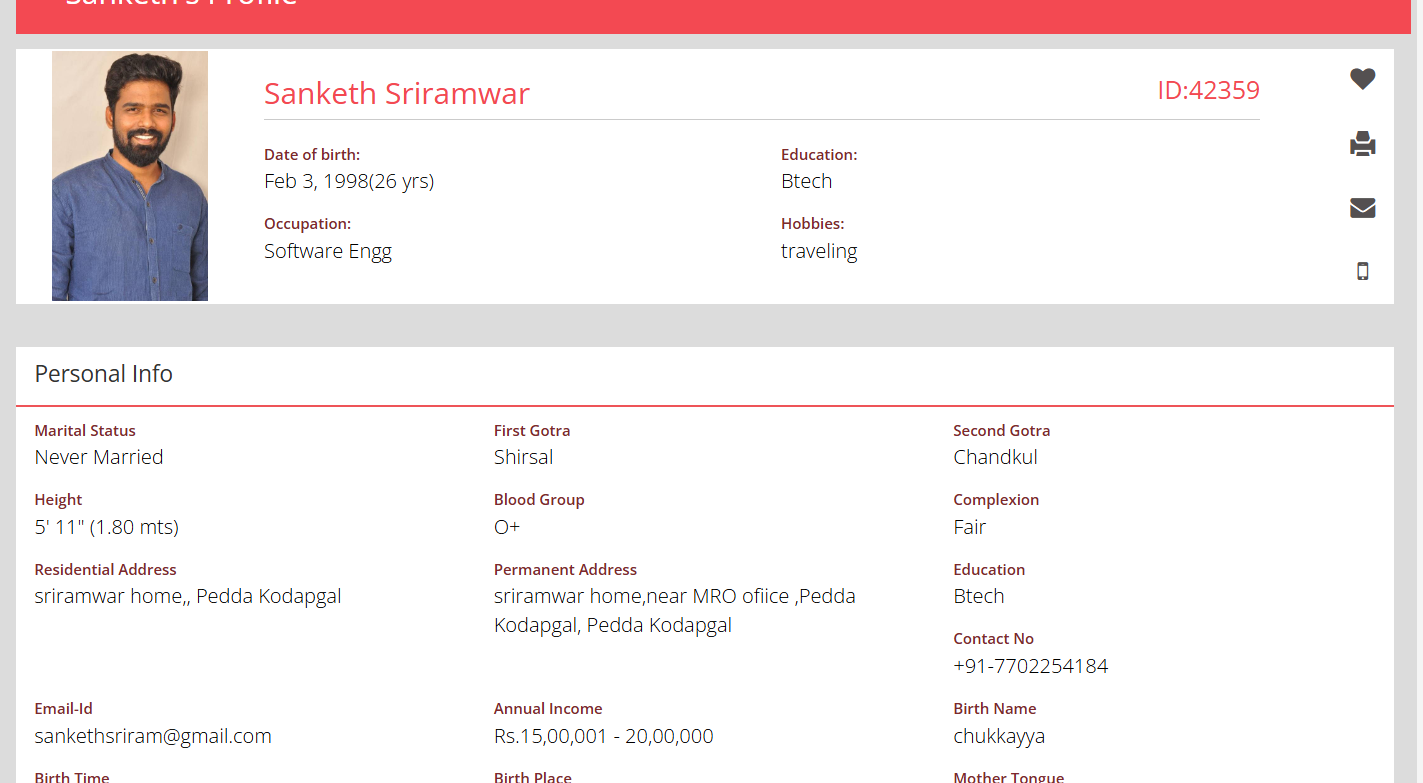 Sanketh's Profile
Sanketh Sriramwar
ID:42359
Date of birth:
Education:
Feb 3, 1998(26 yrs)
Btech
Occupation:
Hobbies:
Software Engg
traveling
Personal Info
Marital Status
First Gotra
Second Gotra
Never Married
Shirsal
Chandkul
Height
Blood Group
Complexion
5' 11" (1.80 mts)
O+
Fair
Residential Address
Permanent Address
Education
sriramwar home,, Pedda Kodapgal
sriramwar home,near MRO ofiice ,Pedda
Btech
Kodapgal, Pedda Kodapgal
Contact No
+91-7702254184
Email-Id
Annual Income
Birth Name
sankethsriram@gmail.com
Rs.15,00,001 - 20,00,000
chukkayya
Birth Time
Birth Place
Mother Tongue